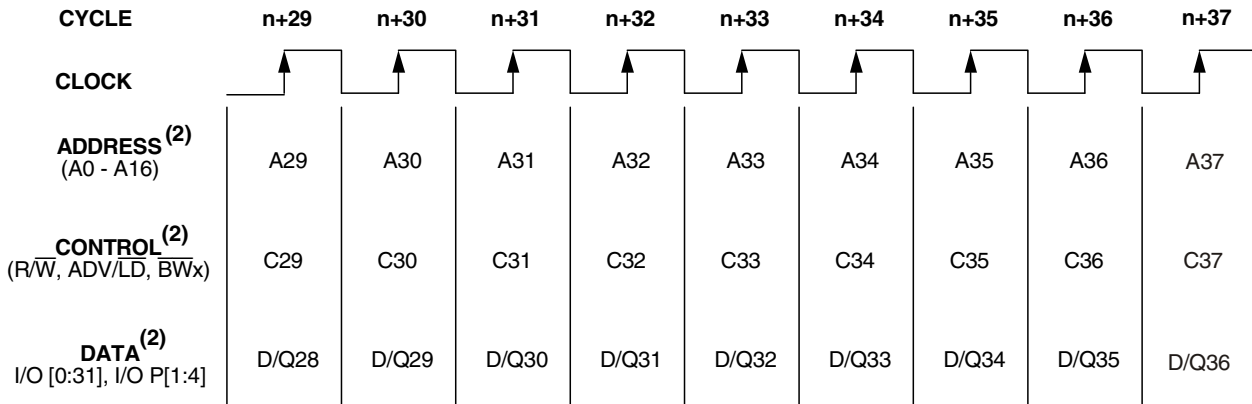 CYCLE n+29 n+30 n+31 n+32 n+33 n+34 n+35 n+36 n+37
CLOCK
ADDRESS(2)
(A0 - A16) A29 A30 A31 A32 A33 A34 A35 A36 A37
CONTROL(2)
(R/W̅, ADV/L̅D̅, B̅W̅x) C29 C30 C31 C32 C33 C34 C35 C36 C37
DATA(2)
I/O [0:31], I/O P[1:4] D/Q28 D/Q29 D/Q30 D/Q31 D/Q32 D/Q33 D/Q34 D/Q35 D/Q36